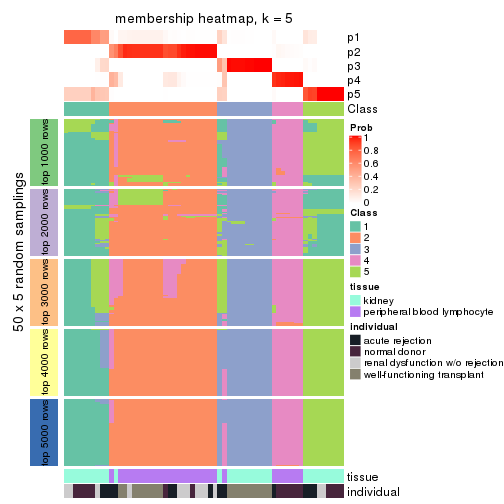 membership heatmap, k = 5
p1
p2
p3
p4
p5
Class
50 x 5 random samplings
top 1000 rows
top 2000 rows
top 3000 rows
top 4000 rows
top 5000 rows
tissue
individual
Prob
1
0.8
0.6
0.4
0.2
0
Class
1
2
3
4
5
tissue
kidney
peripheral blood lymphocyte
individual
acute rejection
normal donor
renal dysfunction w/o rejection
well-functioning transplant